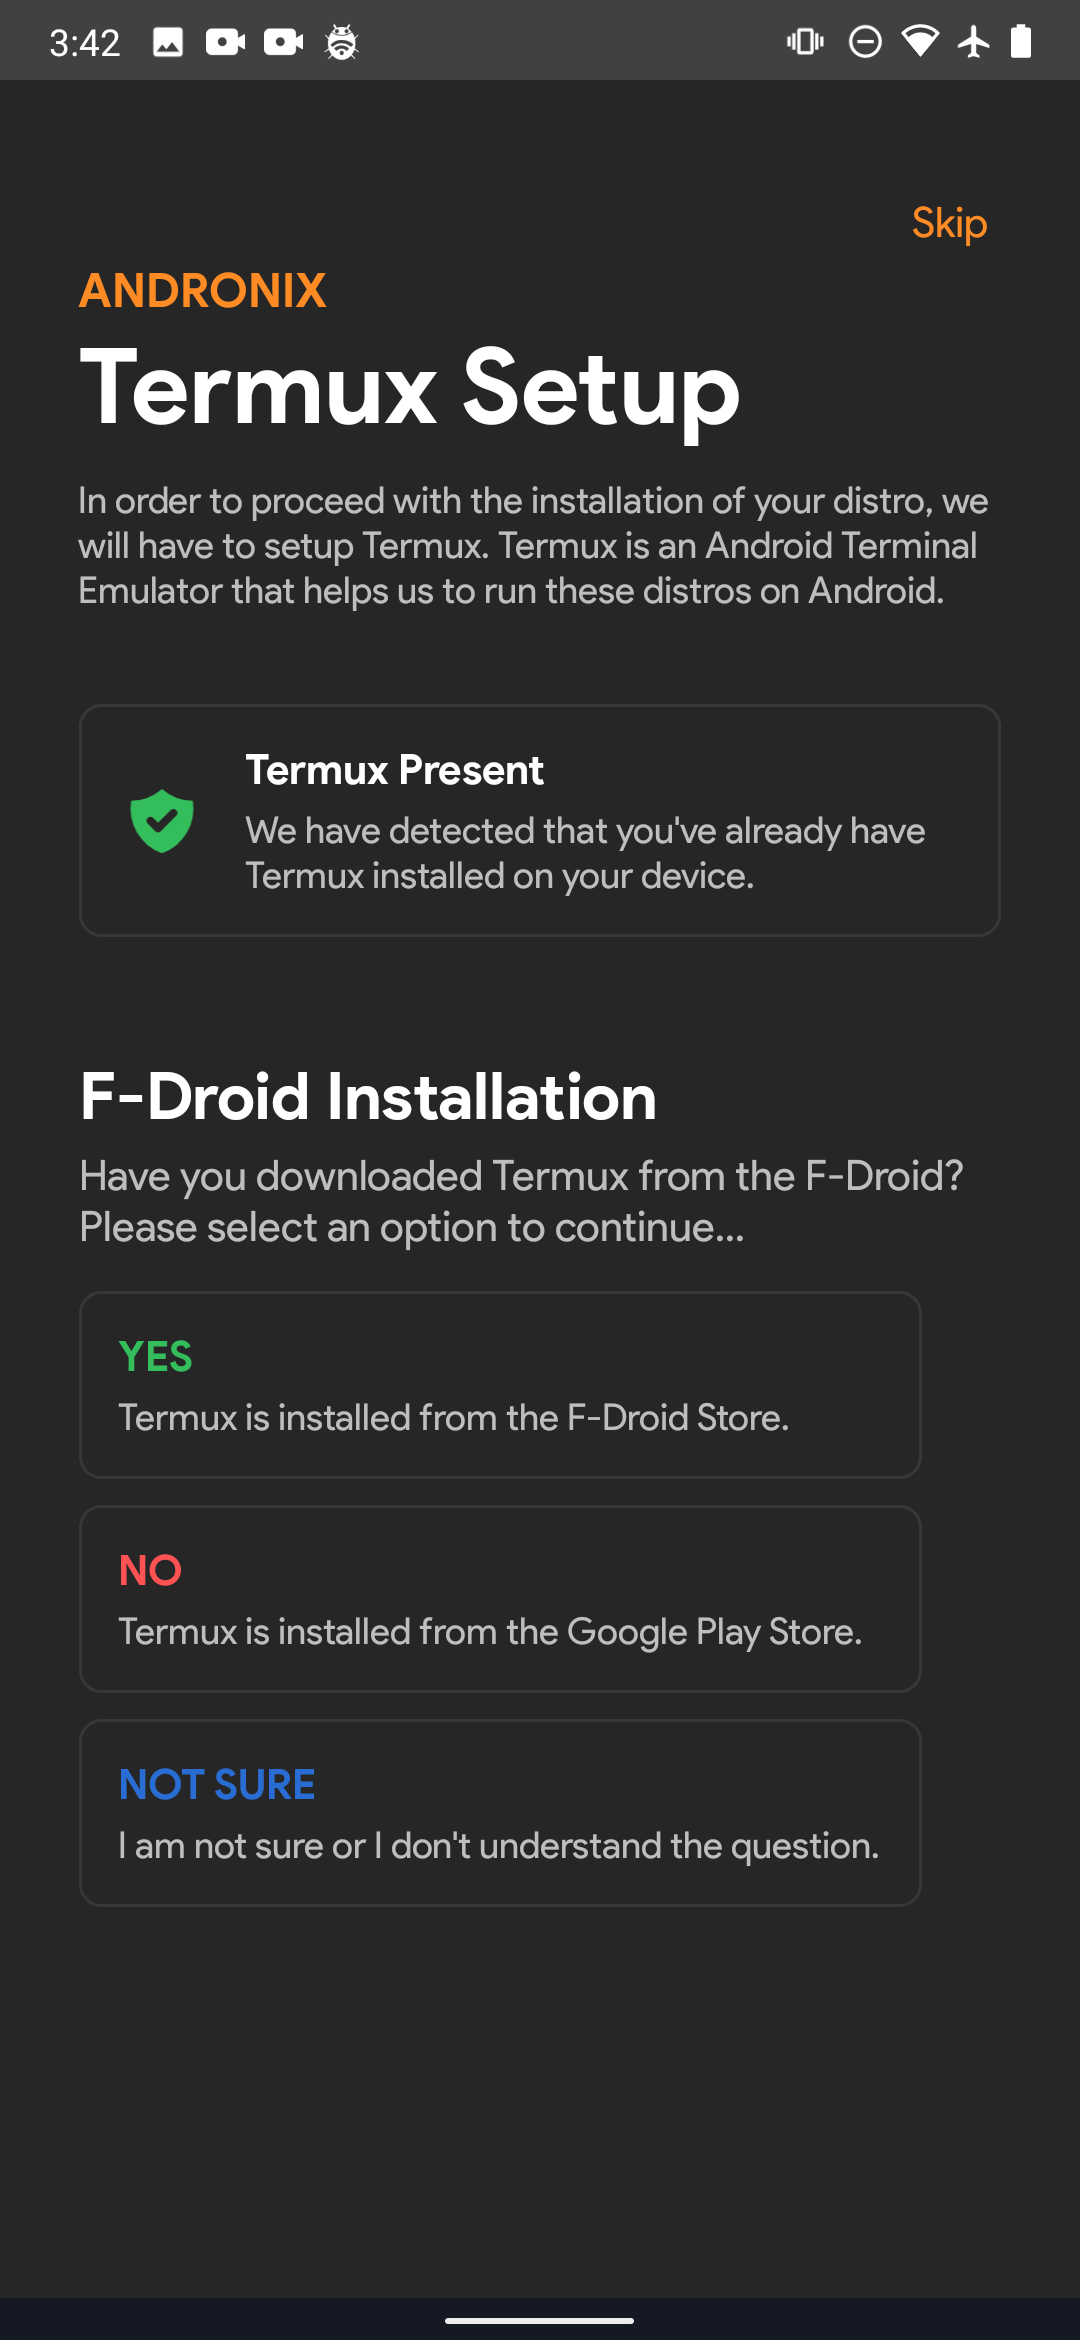 3:42
Skip
ANDRONIX
Termux Setup
In order to proceed with the installation of your distro, we
will have to setup Termux. Termux is an Android Terminal
Emulator that helps us to run these distros on Android.
Termux Present
We have detected that you've already have
Termux installed on your device.
F-Droid Installation
Have you downloaded Termux from the F-Droid?
Please select an option to continue...
YES
Termux is installed from the F-Droid Store.
NO
Termux is installed from the Google Play Store.
NOT SURE
I am not sure or I don't understand the question.